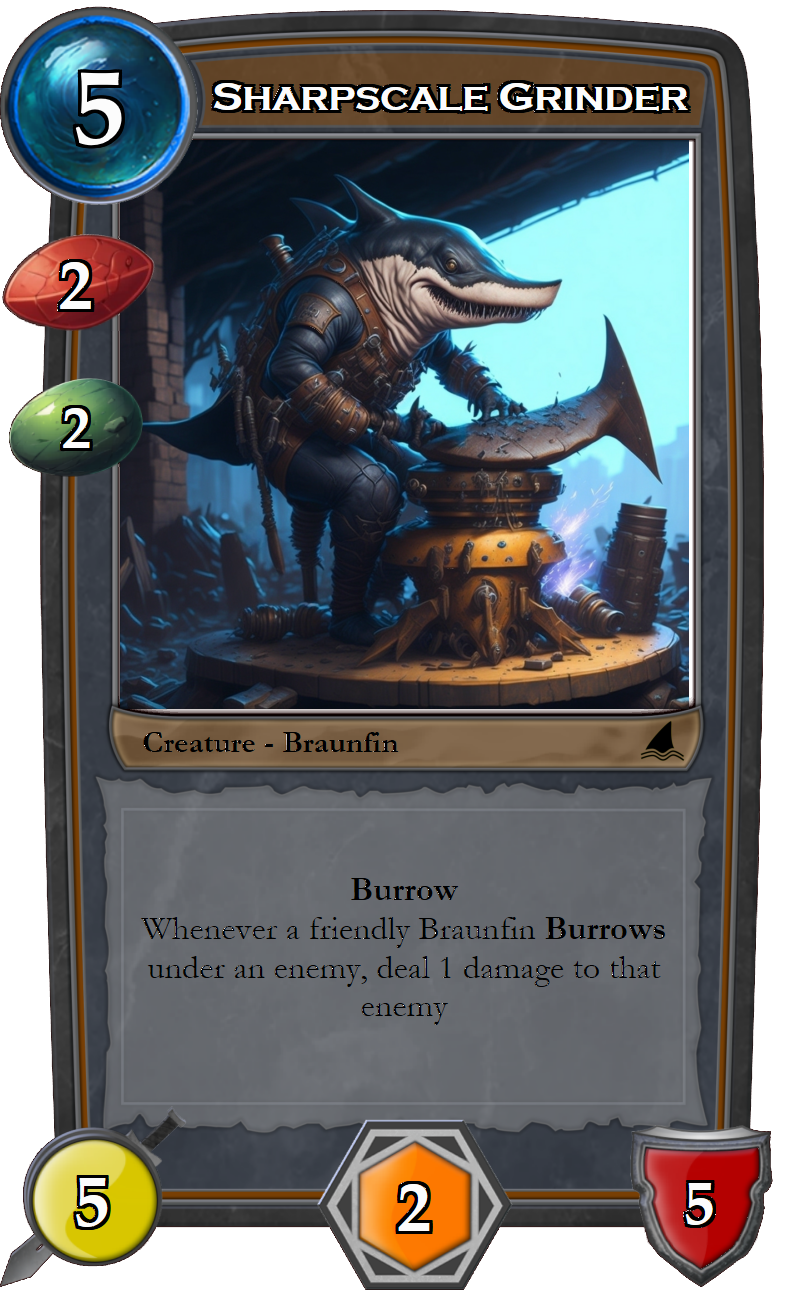 5
Sharpscale Grinder
2
2
Creature - Braunfin
Burrow
Whenever a friendly Braunfin Burrows
under an enemy, deal 1 damage to that
enemy
5
2
5